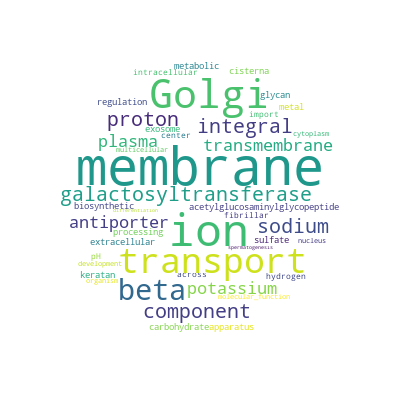 metabolic
intracellular cisterna
Golgi glycan
regulation metal
proton integral import
exosome center cytoplasm
plasma transmembrane
multicellular
membrane
galactosyltransferase
biosynthetic acetylglucosaminylglycopeptide
differentiation
antiporter ion fibrillar sodium
processing
extracellular sulfate nucleus
spermatogenesis
pH transport
development
keratan across hydrogen
organism beta potassium
molecular_function
component
carbohydrate apparatus